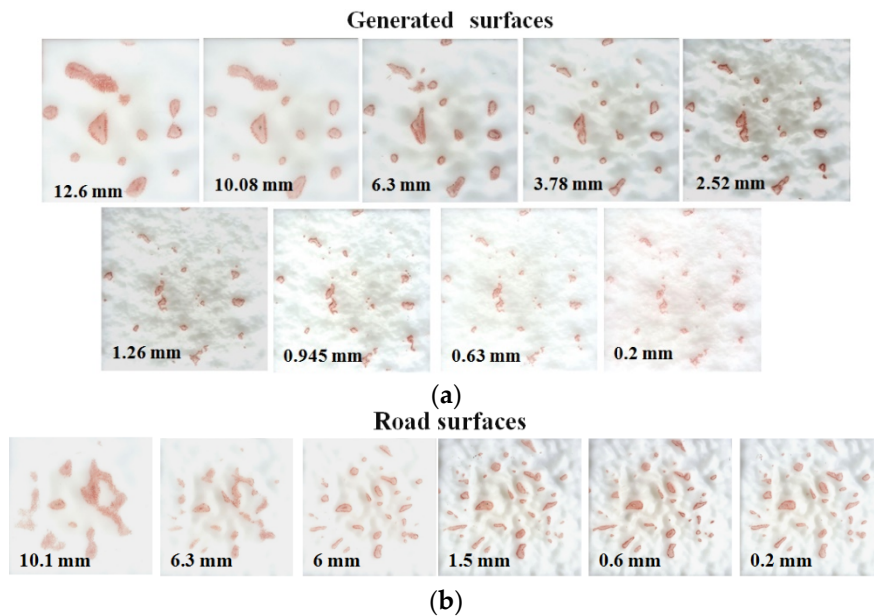 Generated surfaces
12.6 mm
10.08 mm
6.3 mm
3.78 mm
2.52 mm
1.26 mm
0.945 mm
0.63 mm
0.2 mm
(a)
Road surfaces
10.1 mm
6.3 mm
6 mm
1.5 mm
0.6 mm
0.2 mm
(b)